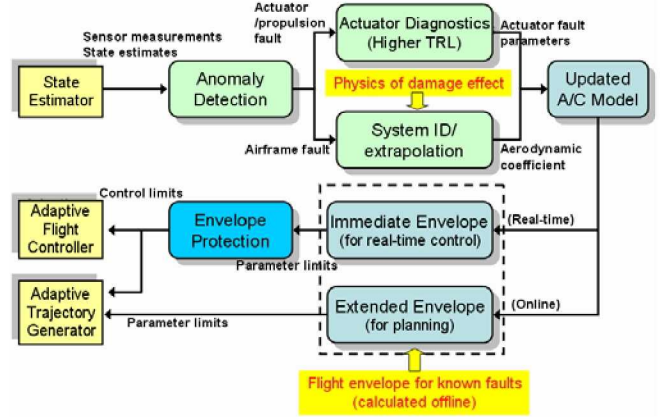 Sensor measurements
State estimates
Actuator
/propulsion
fault
Actuator Diagnostics
(Higher TRL)
Actuator fault
parameters
State
Estimator
Anomaly
Detection
Physics of damage effect
Updated
A/C Model
Airframe fault
System ID/
extrapolation
Aerodynamic
coefficient
Control limits
Adaptive
Flight
Controller
Envelope
Protection
Immediate Envelope
(for real-time control)
(Real-time)
Parameter limits
Adaptive
Trajectory
Generator
Parameter limits
Extended Envelope
(for planning)
(Online)
Flight envelope for known faults
(calculated offline)